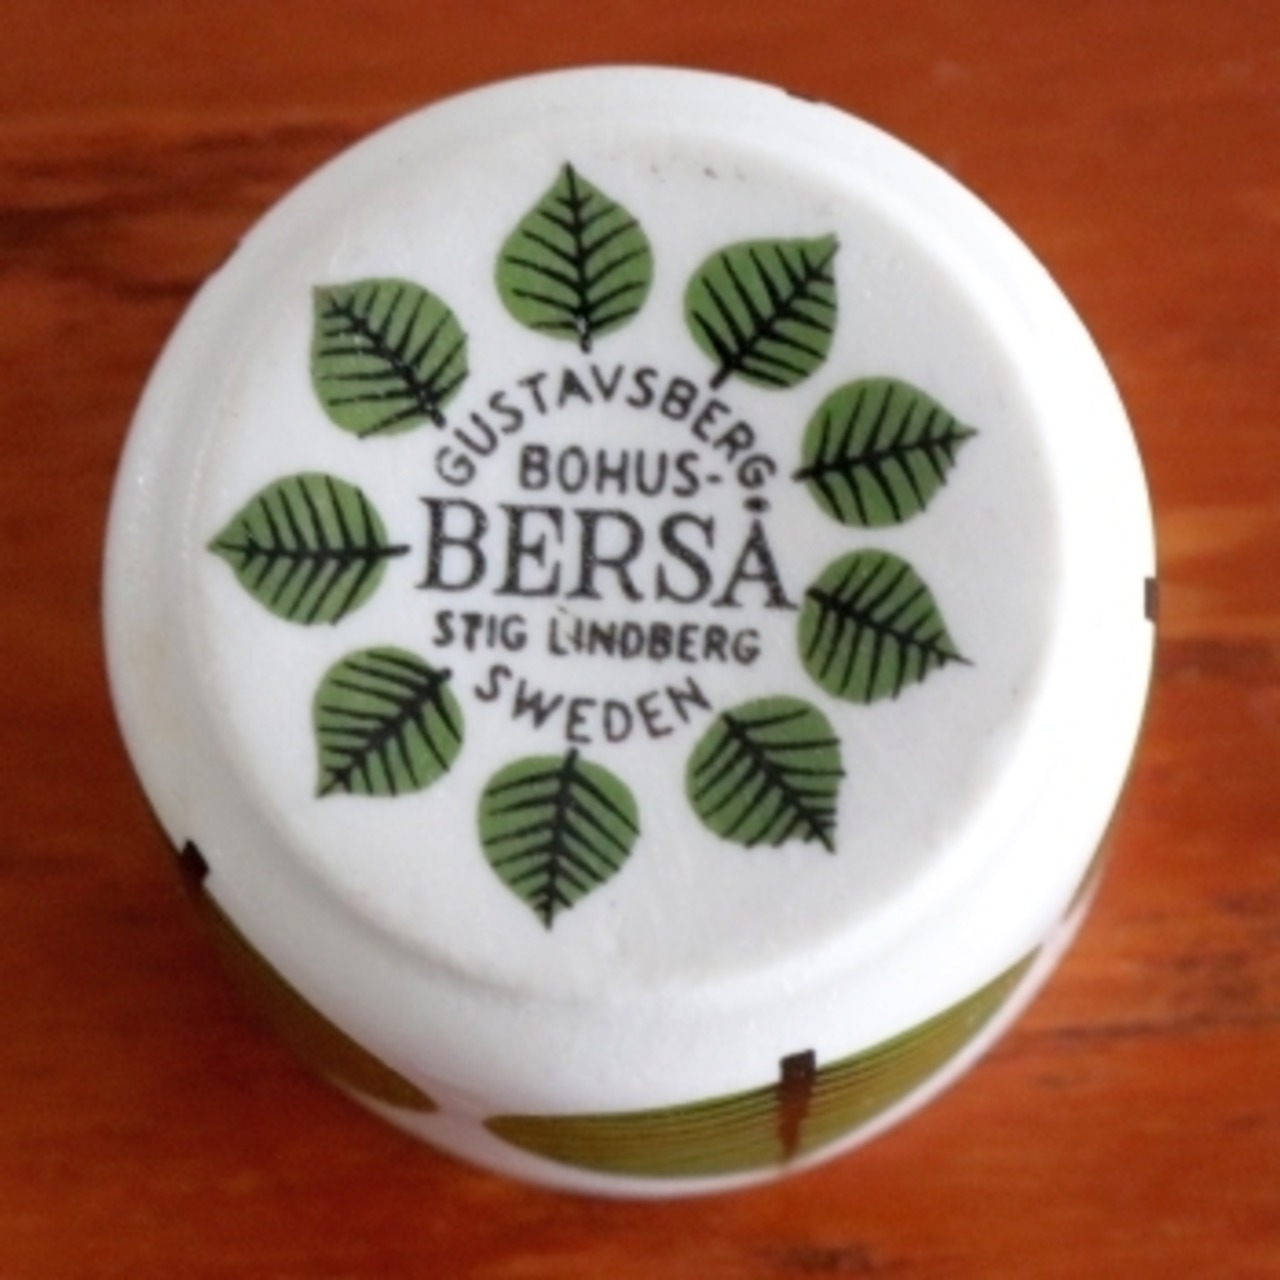 GUSTAVSBERG
BOHUS-
BERSÅ
STIG LINDBERG
SWEDEN